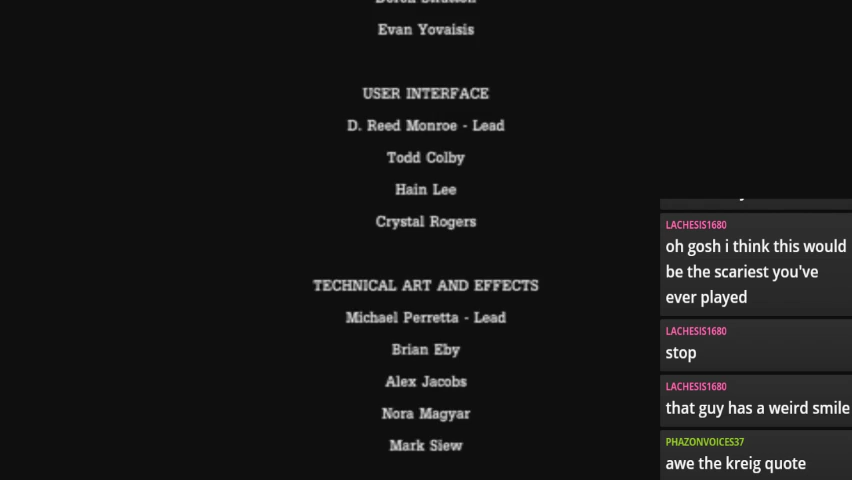 Evan Yovaisis
USER INTERFACE
D. Reed Monroe - Lead
Todd Colby
Hain Lee
Crystal Rogers
TECHNICAL ART AND EFFECTS
Michael Perretta - Lead
Brian Eby
Alex Jacobs
Nora Magyar
Mark Siew
LACHESIS1680
oh gosh i think this would
be the scariest you've
ever played
LACHESIS1680
stop
LACHESIS1680
that guy has a weird smile
PHAZONVOICES37
awe the kreig quote